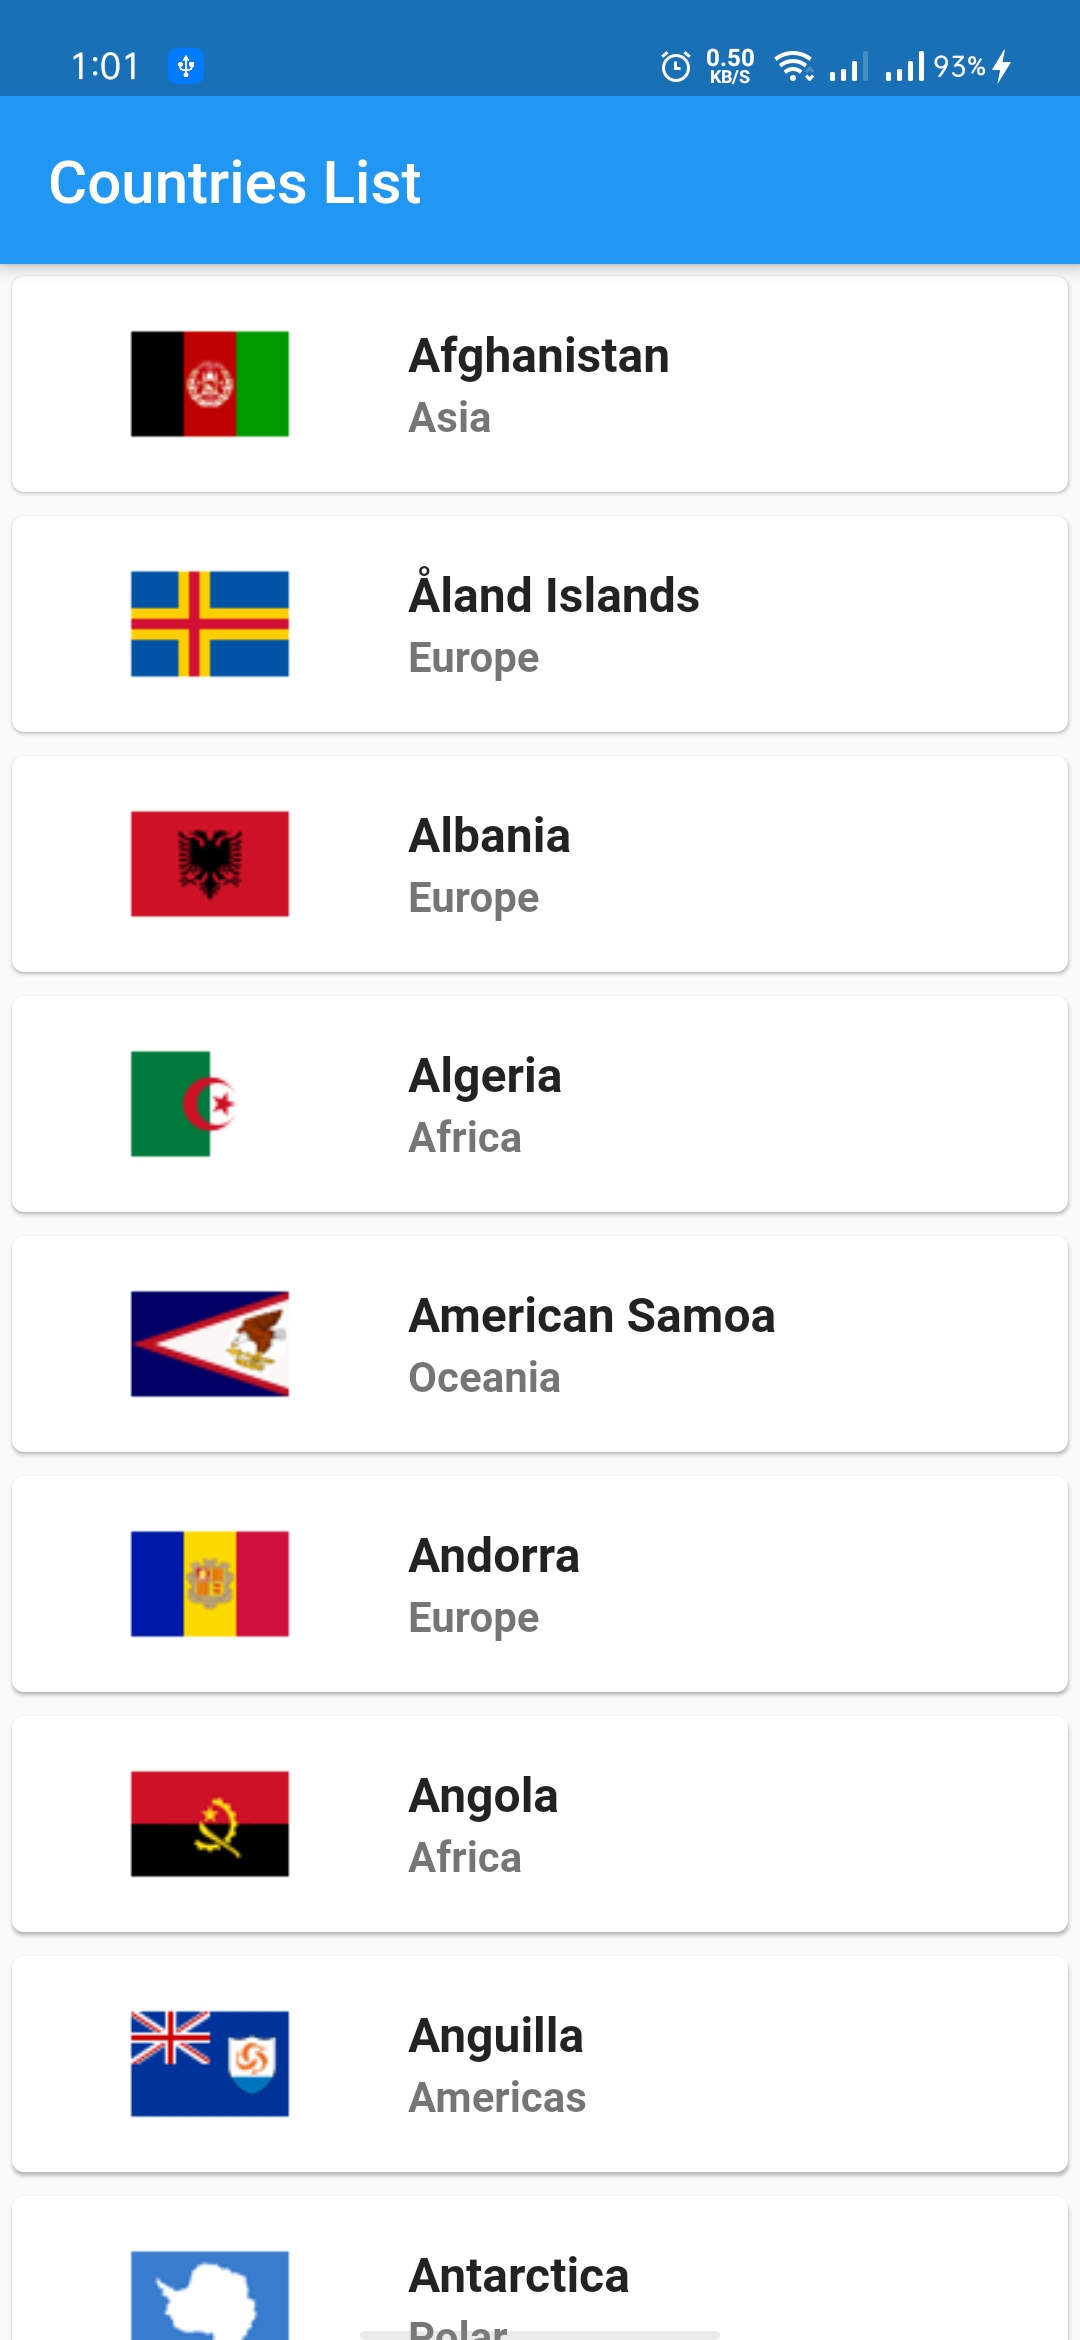 1:01 0.50 KB/S 93%
Countries List
Afghanistan
Asia
Åland Islands
Europe
Albania
Europe
Algeria
Africa
American Samoa
Oceania
Andorra
Europe
Angola
Africa
Anguilla
Americas
Antarctica
Polar